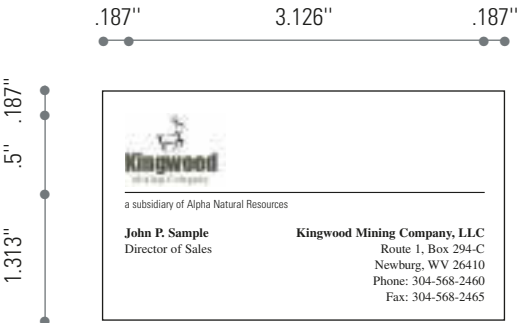 .187" 3.126" .187"
.187"
.5"
1.313"
Kingwood
Mining Company
a subsidiary of Alpha Natural Resources
John P. Sample
Director of Sales
Kingwood Mining Company, LLC
Route 1, Box 294-C
Newburg, WV 26410
Phone: 304-568-2460
Fax: 304-568-2465